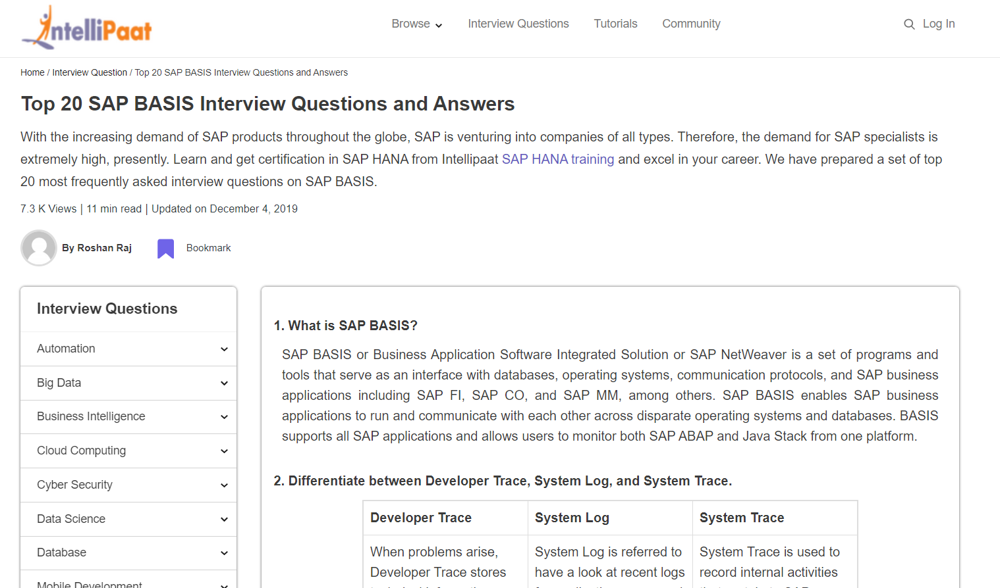 IntelliPaat
Browse
Interview Questions
Tutorials
Community
Log In
Home / Interview Question / Top 20 SAP BASIS Interview Questions and Answers
Top 20 SAP BASIS Interview Questions and Answers
With the increasing demand of SAP products throughout the globe, SAP is venturing into companies of all types. Therefore, the demand for SAP specialists is
extremely high, presently. Learn and get certification in SAP HANA from Intellipaat SAP HANA training and excel in your career. We have prepared a set of top
20 most frequently asked interview questions on SAP BASIS.
7.3 K Views | 11 min read | Updated on December 4, 2019
By Roshan Raj
Bookmark
Interview Questions
Automation
Big Data
Business Intelligence
Cloud Computing
Cyber Security
Data Science
Database
Mobile Development
1. What is SAP BASIS?
SAP BASIS or Business Application Software Integrated Solution or SAP NetWeaver is a set of programs and
tools that serve as an interface with databases, operating systems, communication protocols, and SAP business
applications including SAP FI, SAP CO, and SAP MM, among others. SAP BASIS enables SAP business
applications to run and communicate with each other across disparate operating systems and databases. BASIS
supports all SAP applications and allows users to monitor both SAP ABAP and Java Stack from one platform.
2. Differentiate between Developer Trace, System Log, and System Trace.
Developer Trace
System Log
System Trace
When problems arise,
Developer Trace stores
System Log is referred to
have a look at recent logs
System Trace is used to
record internal activities